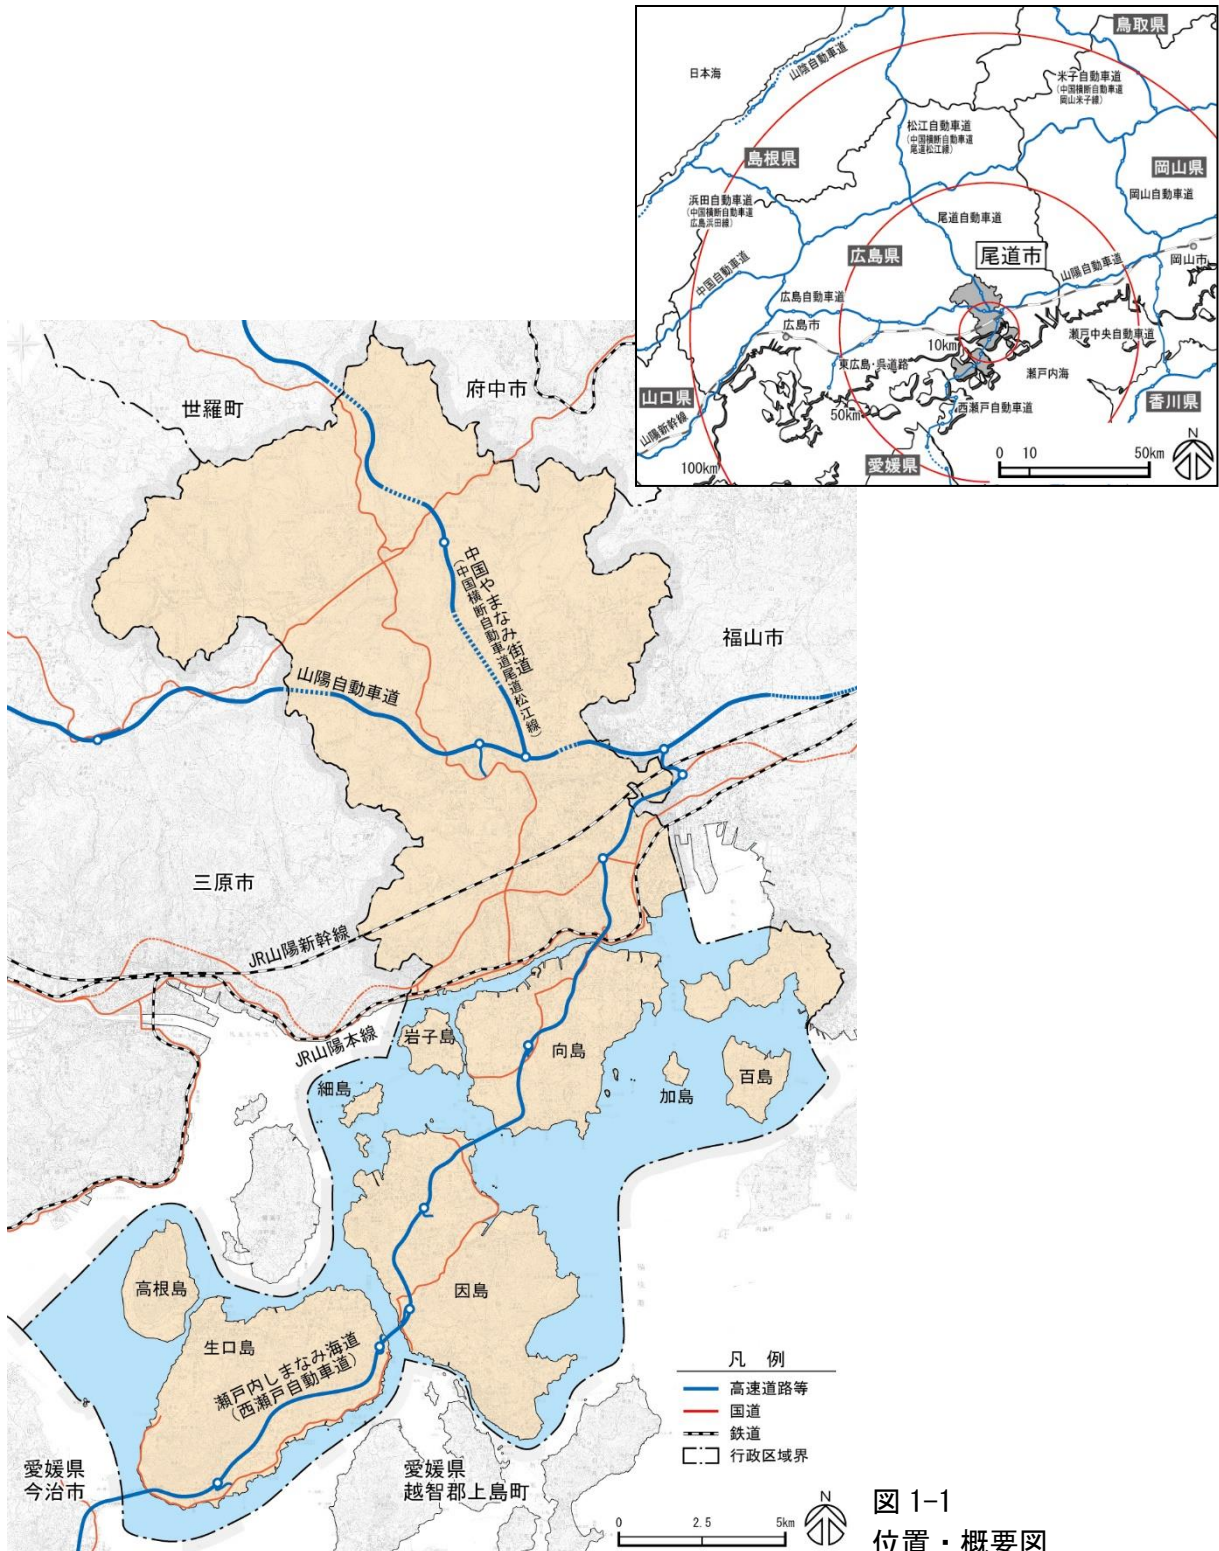 鳥取県
日本海
山陰自動車道
米子自動車道
(中国横断自動車道
岡山米子線)
松江自動車道
(中国横断自動車道
尾道松江線)
島根県
岡山県
浜田自動車道
(中国横断自動車道
広島浜田線)
岡山自動車道
尾道自動車道
広島県
尾道市
岡山市
中国自動車道
山陽自動車道
広島自動車道
広島市
10km
瀬戸中央自動車道
東広島・呉道路
瀬戸内海
山口県
50km
西瀬戸自動車道
香川県
山陽新幹線
100km
愛媛県
0 10 50km
N
世羅町
府中市
中国やまなみ街道
(中国横断自動車道尾道松江線)
福山市
山陽自動車道
三原市
JR山陽新幹線
JR山陽本線
岩子島
向島
細島
加島
百島
高根島
因島
生口島
瀬戸内しまなみ海道
(西瀬戸自動車道)
凡 例
高速道路等
国道
鉄道
行政区域界
愛媛県
今治市
愛媛県
越智郡上島町
0 2.5 5km
N
図 1-1
位置・概要図